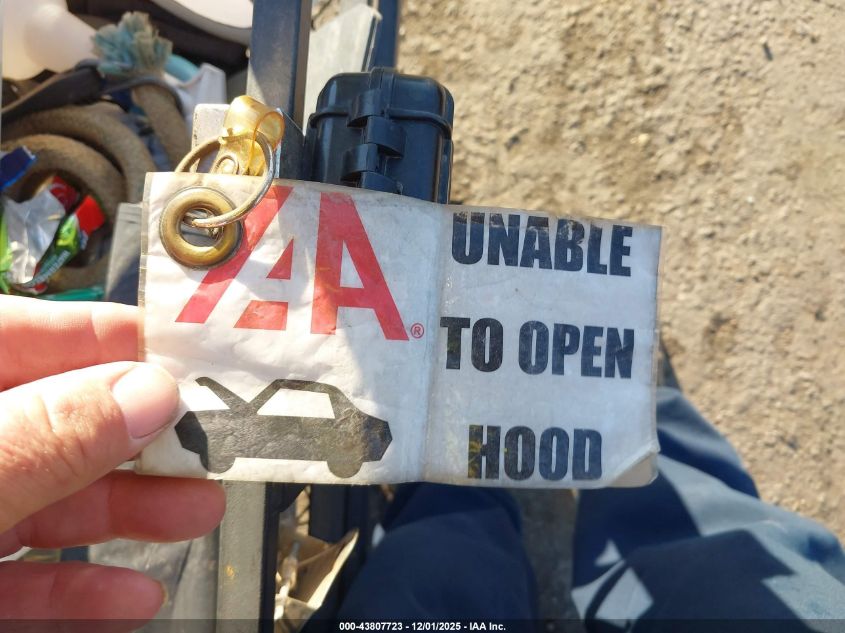 IAA®
UNABLE
TO OPEN
HOOD
000-43807723 - 12/01/2025 - IAA Inc.